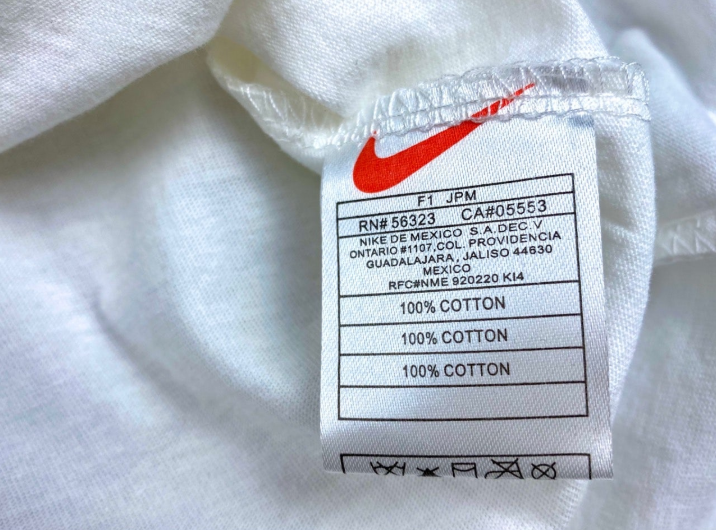 F1 JPM
RN# 56323 CA#05553
NIKE DE MEXICO S.A.DEC.V
ONTARIO #1107,COL. PROVIDENCIA
GUADALAJARA, JALISO 44630
MEXICO
RFC#NME 920220 KI4
100% COTTON
100% COTTON
100% COTTON